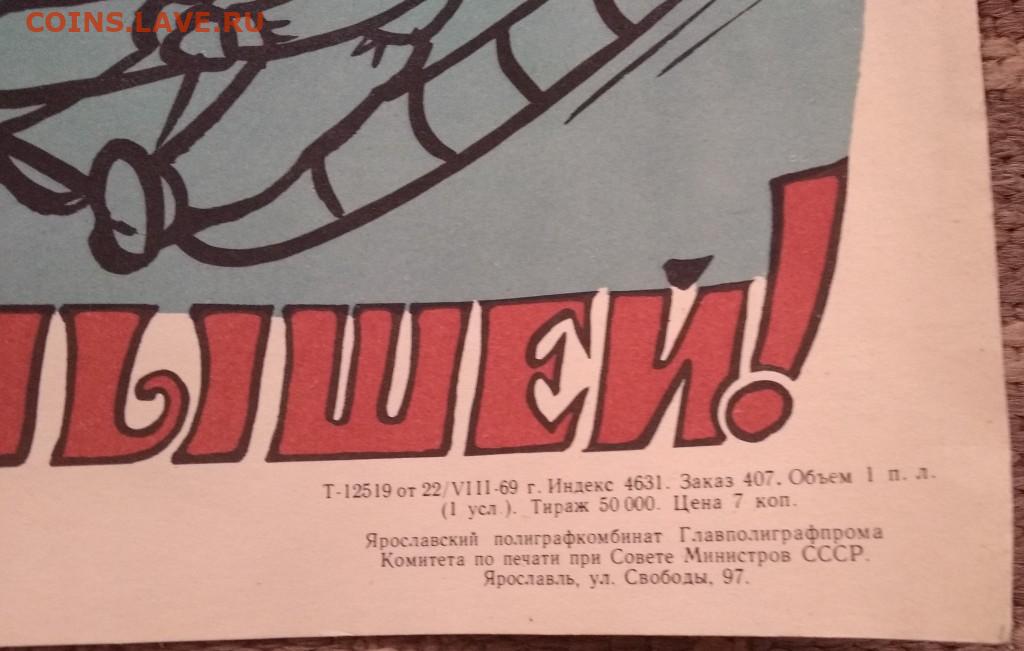 COINS.LAVE.RU
ЫШЕЙ!
Т-12519 от 22/VIII-69 г. Индекс 4631. Заказ 407. Объем 1 п. л.
(1 усл.). Тираж 50 000. Цена 7 коп.
Ярославский полиграфкомбинат Главполиграфпрома
Комитета по печати при Совете Министров СССР.
Ярославль, ул. Свободы, 97.